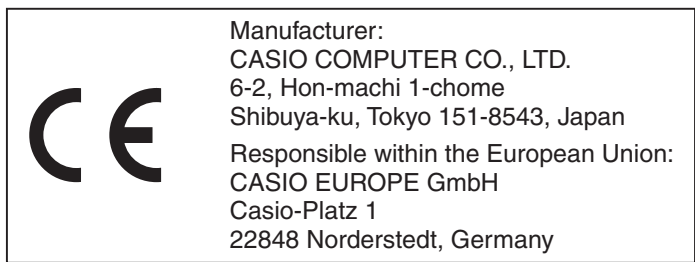 CE
Manufacturer:
CASIO COMPUTER CO., LTD.
6-2, Hon-machi 1-chome
Shibuya-ku, Tokyo 151-8543, Japan
Responsible within the European Union:
CASIO EUROPE GmbH
Casio-Platz 1
22848 Norderstedt, Germany